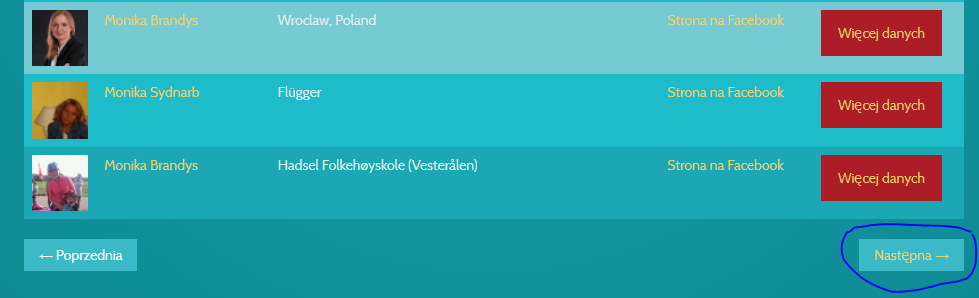 Monika Brandys Wroclaw, Poland Strona na Facebook Więcej danych
Monika Sydnarb Flügger Strona na Facebook Więcej danych
Monika Brandys Hadsel Folkehøyskole (Vesterålen) Strona na Facebook Więcej danych
← Poprzednia Następna →